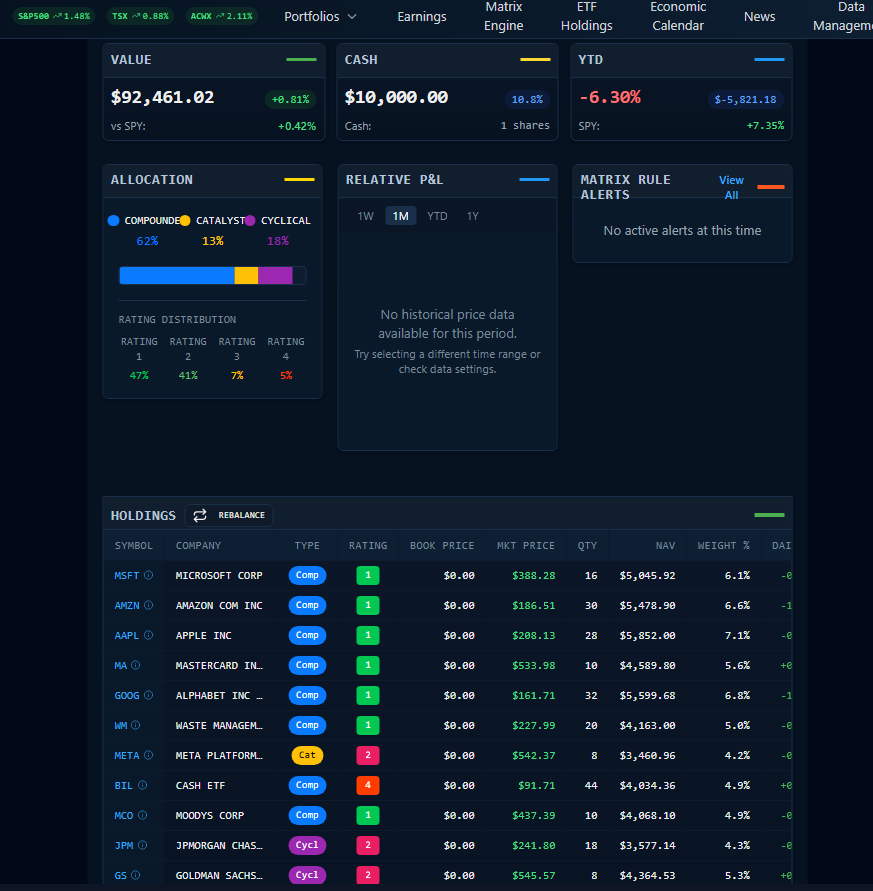 S&P500 1.48% TSX 0.88% ACWX 2.11% Portfolios Earnings Matrix Engine ETF Holdings Economic Calendar News Data Managem
VALUE
$92,461.02 +0.81%
vs SPY: +0.42%
CASH
$10,000.00 10.8%
Cash: 1 shares
YTD
-6.30% $-5,821.18
SPY: +7.35%
ALLOCATION
COMPOUNDE CATALYST CYCLICAL
62% 13% 18%
RATING DISTRIBUTION
RATING 1 RATING 2 RATING 3 RATING 4
47% 41% 7% 5%
RELATIVE P&L
1W 1M YTD 1Y
No historical price data
available for this period.
Try selecting a different time range or
check data settings.
MATRIX RULE ALERTS View All
No active alerts at this time
HOLDINGS REBALANCE
SYMBOL COMPANY TYPE RATING BOOK PRICE MKT PRICE QTY NAV WEIGHT % DAI
MSFT MICROSOFT CORP Comp 1 $0.00 $388.28 16 $5,045.92 6.1% -0
AMZN AMAZON COM INC Comp 1 $0.00 $186.51 30 $5,478.90 6.6% -1
AAPL APPLE INC Comp 1 $0.00 $208.13 28 $5,852.00 7.1% -0
MA MASTERCARD IN… Comp 1 $0.00 $533.98 10 $4,589.80 5.6% +0
GOOG ALPHABET INC … Comp 1 $0.00 $161.71 32 $5,599.68 6.8% -1
WM WASTE MANAGEM… Comp 1 $0.00 $227.99 20 $4,163.00 5.0% -0
META META PLATFORM… Cat 2 $0.00 $542.37 8 $3,460.96 4.2% -0
BIL CASH ETF Comp 4 $0.00 $91.71 44 $4,034.36 4.9% +0
MCO MOODYS CORP Comp 1 $0.00 $437.39 10 $4,068.10 4.9% -0
JPM JPMORGAN CHAS… Cycl 2 $0.00 $241.80 18 $3,577.14 4.3% -0
GS GOLDMAN SACHS… Cycl 2 $0.00 $545.57 8 $4,364.53 5.3% +0